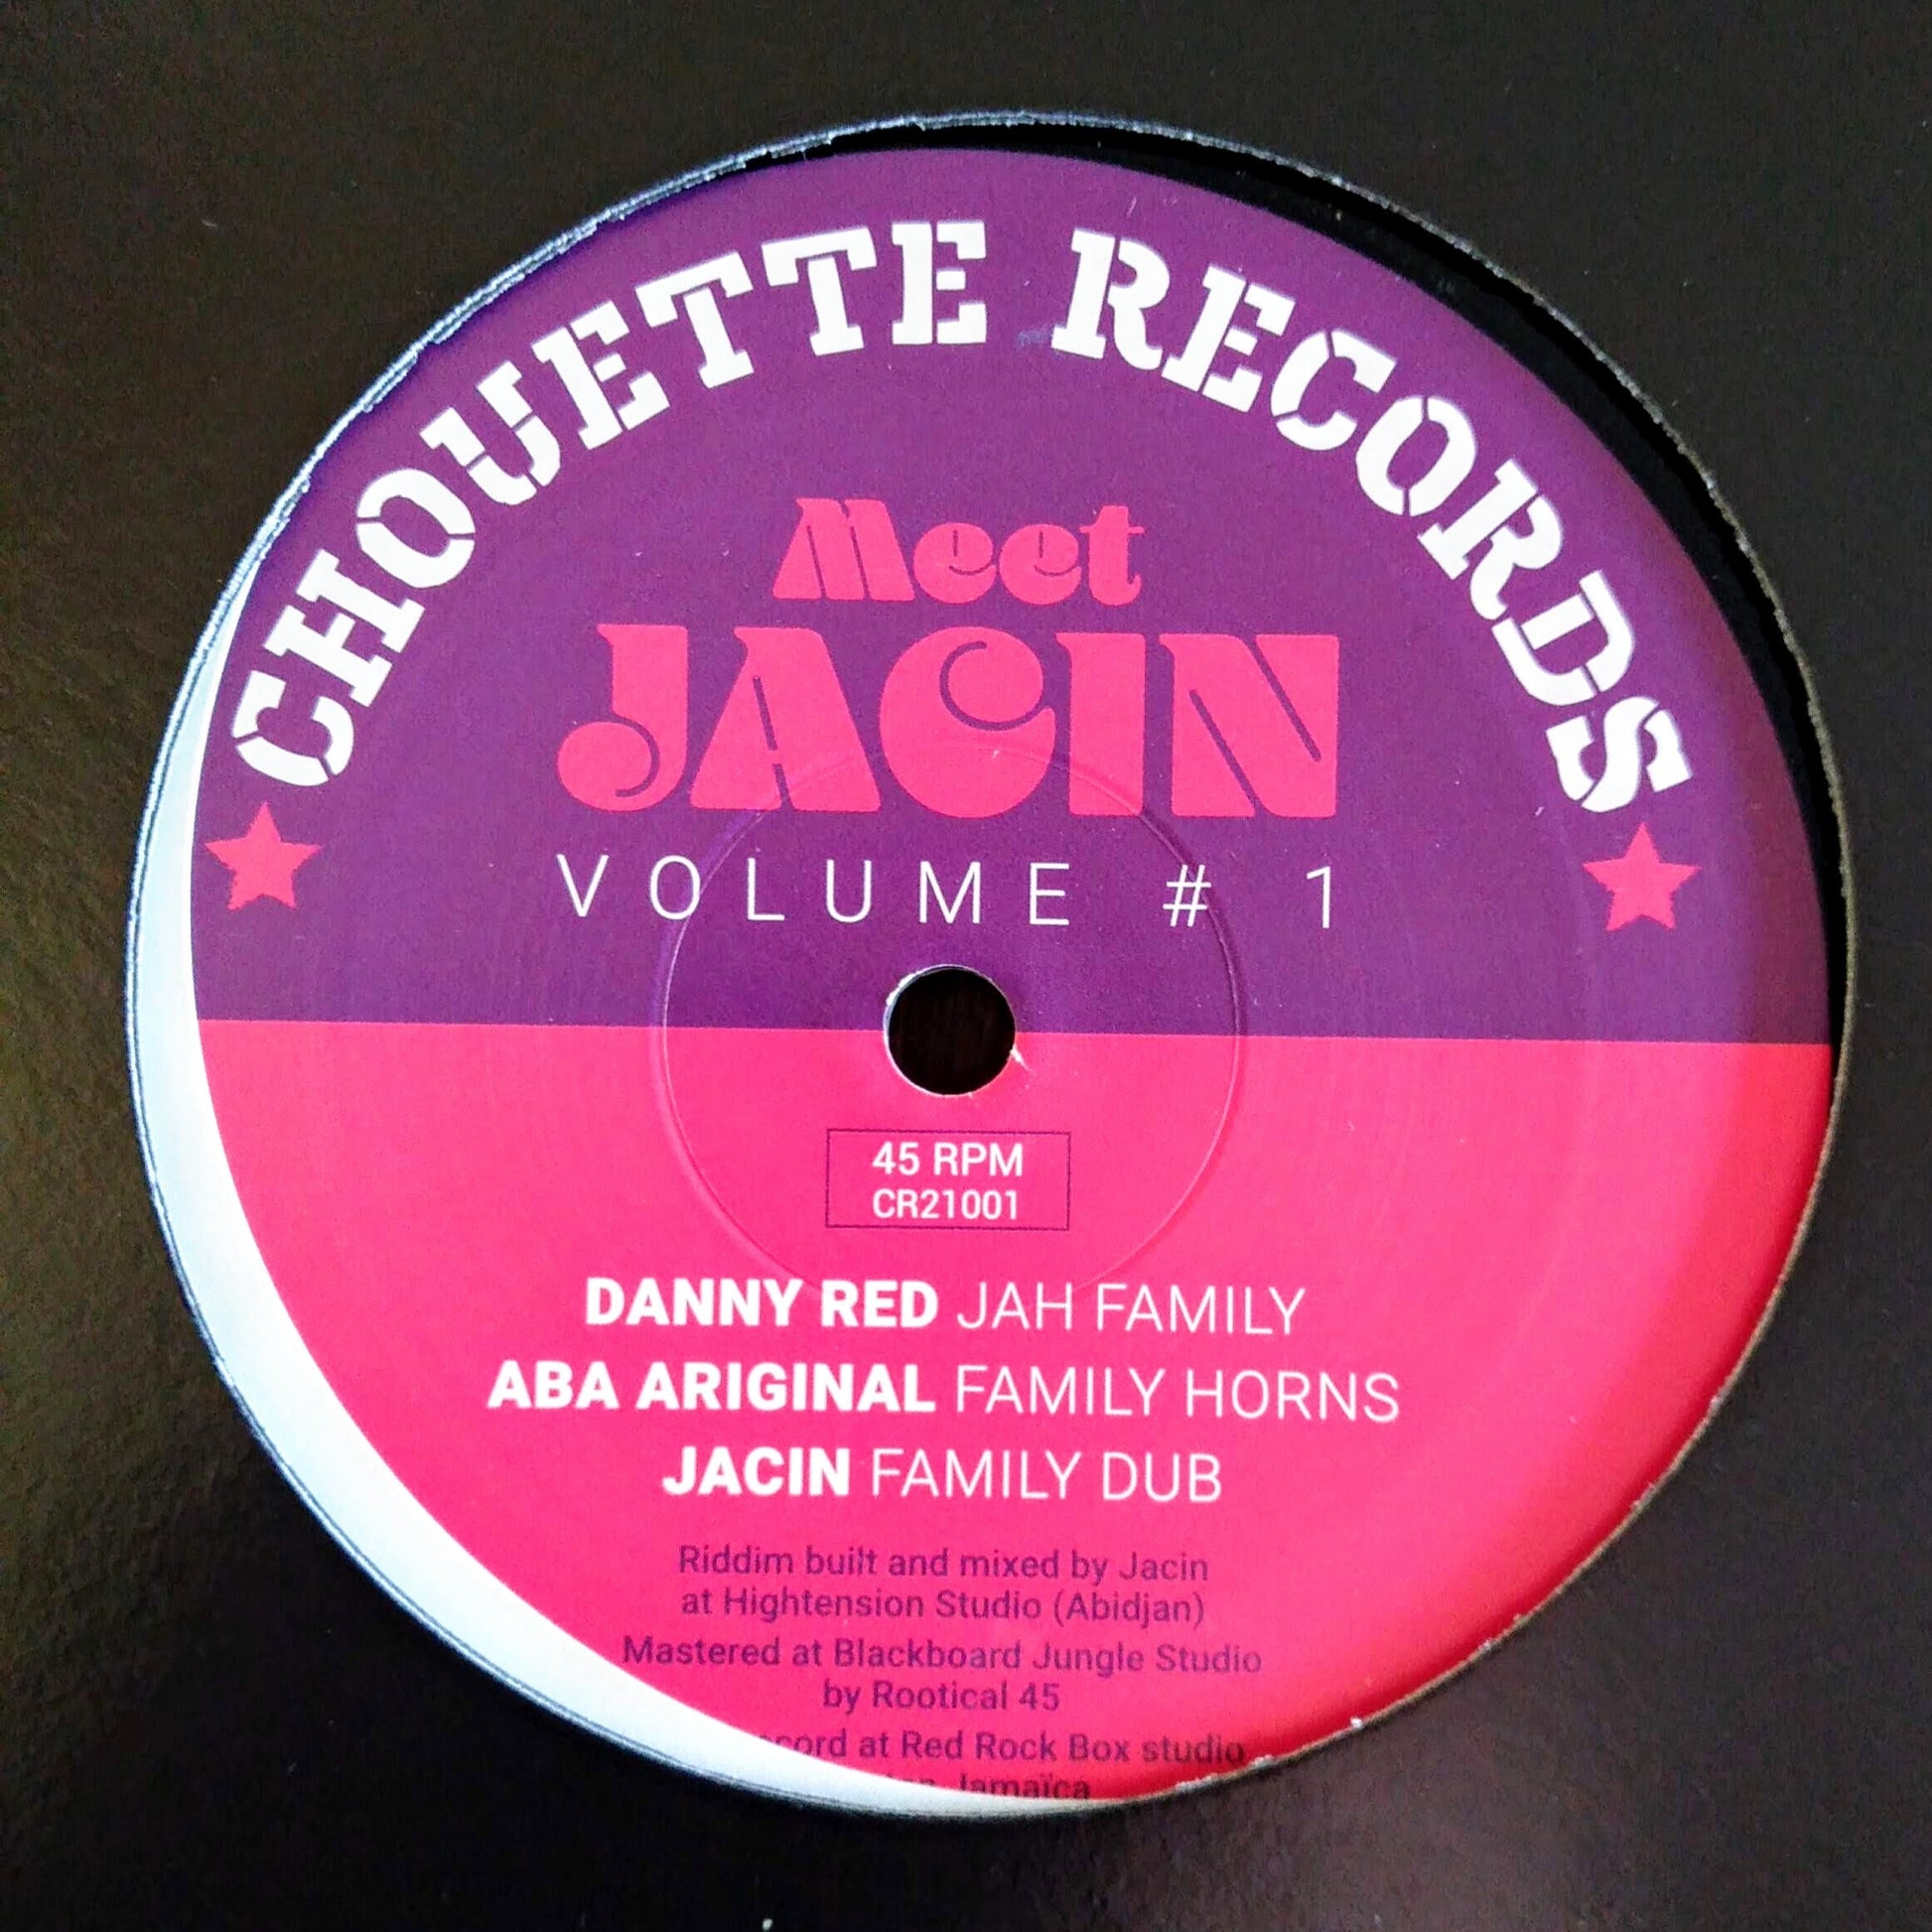 CHOUETTE RECORDS
Meet
JACIN
VOLUME # 1
45 RPM
CR21001
DANNY RED JAH FAMILY
ABA ARIGINAL FAMILY HORNS
JACIN FAMILY DUB
Riddim built and mixed by Jacin
at Hightension Studio (Abidjan)
Mastered at Blackboard Jungle Studio
by Rootical 45
at Red Rock Box studio
Jamaïca